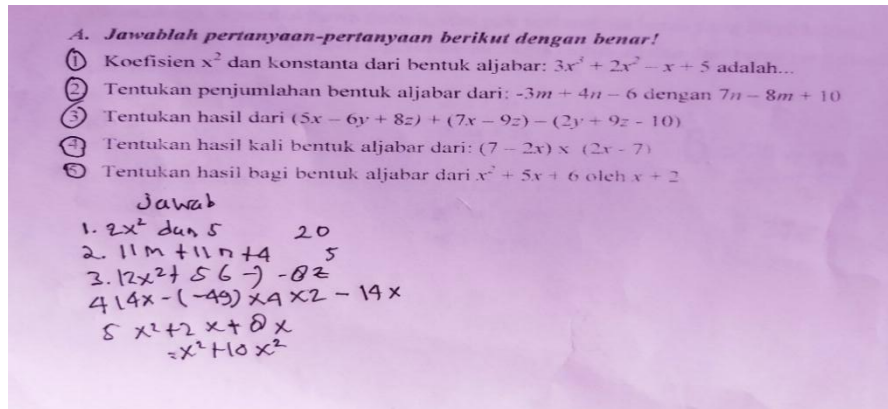 A. Jawablah pertanyaan-pertanyaan berikut dengan benar!
1 Koefisien x² dan konstanta dari bentuk aljabar: 3x³ + 2x² – x + 5 adalah...
2 Tentukan penjumlahan bentuk aljabar dari: -3m + 4n – 6 dengan 7n – 8m + 10
3 Tentukan hasil dari (5x – 6y + 8z) + (7x – 9z) – (2y + 9z - 10)
4 Tentukan hasil kali bentuk aljabar dari: (7 – 2x) x (2x - 7)
5 Tentukan hasil bagi bentuk aljabar dari x² + 5x + 6 oleh x + 2
Jawab
1. 2x² dan 5 20
2. 11m + 11n + 4 5
3. 12x² + 56 -) -8z
4 14x - (-49) x 4 x 2 - 14x
5 x² + 2x + 8x
= x² + 10x²